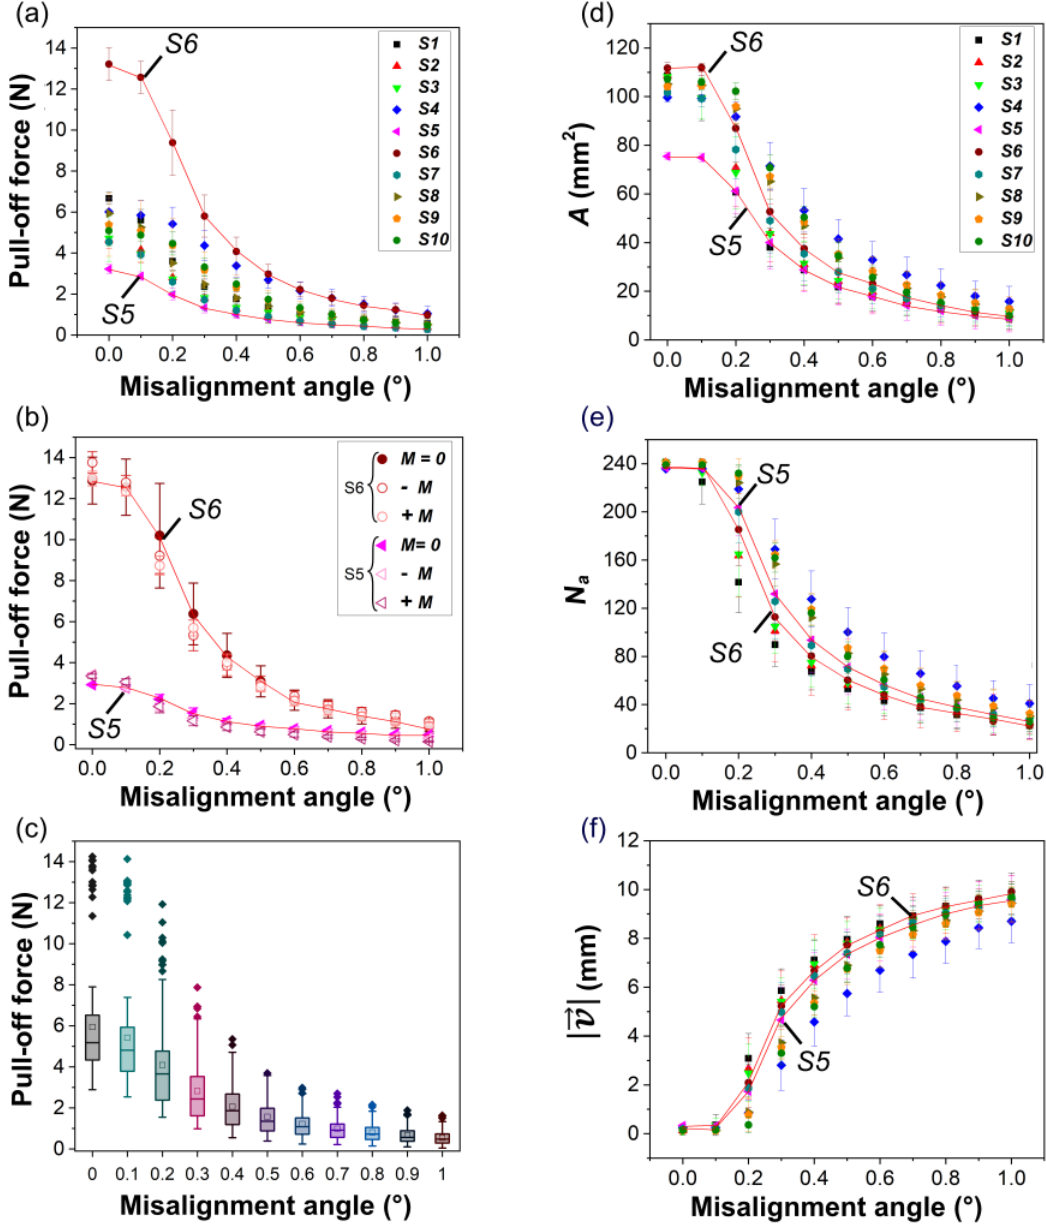 (a)
Pull-off force (N)
14
12
10
8
6
4
2
0
0.0 0.2 0.4 0.6 0.8 1.0
Misalignment angle (°)
S6
S5
S1
S2
S3
S4
S5
S6
S7
S8
S9
S10
(d)
A (mm²)
120
100
80
60
40
20
0
0.0 0.2 0.4 0.6 0.8 1.0
Misalignment angle (°)
S6
S5
S1
S2
S3
S4
S5
S6
S7
S8
S9
S10
(b)
Pull-off force (N)
14
12
10
8
6
4
2
0
0.0 0.2 0.4 0.6 0.8 1.0
Misalignment angle (°)
S6
S5
S6
M = 0
- M
+ M
S5
M= 0
- M
+ M
(e)
Nₐ
240
200
160
120
80
40
0
0.0 0.2 0.4 0.6 0.8 1.0
Misalignment angle (°)
S5
S6
(c)
Pull-off force (N)
14
12
10
8
6
4
2
0
0 0.1 0.2 0.3 0.4 0.5 0.6 0.7 0.8 0.9 1
Misalignment angle (°)
(f)
|v⃗| (mm)
12
10
8
6
4
2
0
0.0 0.2 0.4 0.6 0.8 1.0
Misalignment angle (°)
S6
S5